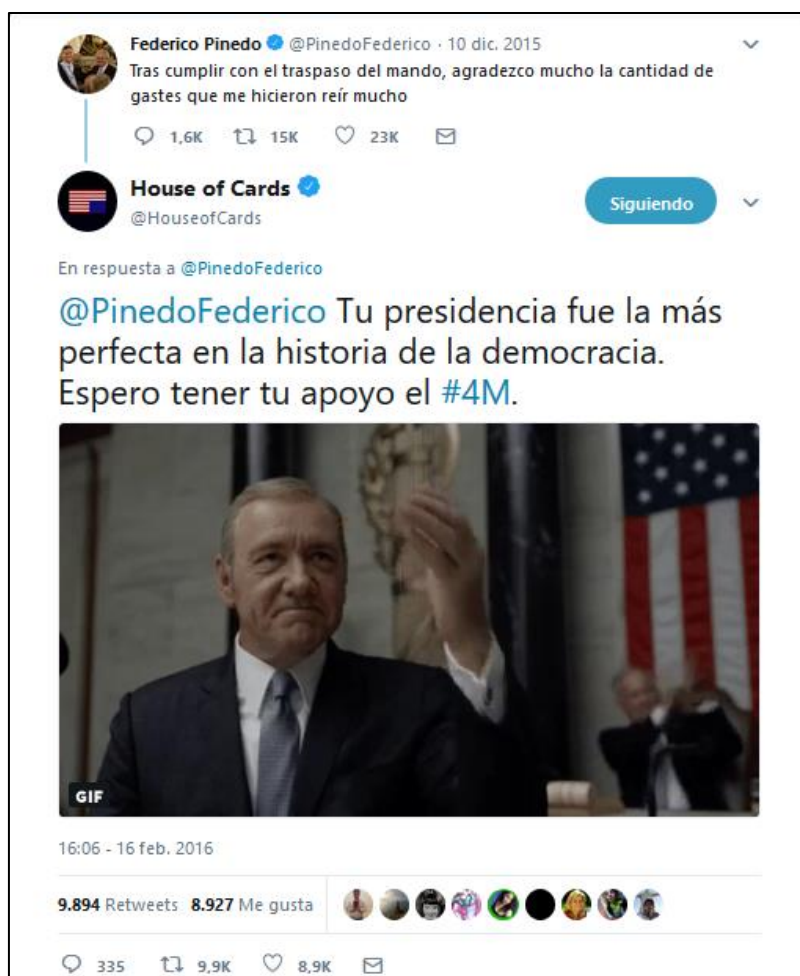 Federico Pinedo @PinedoFederico · 10 dic. 2015
Tras cumplir con el traspaso del mando, agradezco mucho la cantidad de
gastes que me hicieron reír mucho
1,6K 15K 23K
House of Cards
@HouseofCards
Siguiendo
En respuesta a @PinedoFederico
@PinedoFederico Tu presidencia fue la más
perfecta en la historia de la democracia.
Espero tener tu apoyo el #4M.
GIF
16:06 - 16 feb. 2016
9.894 Retweets 8.927 Me gusta
335 9,9K 8,9K